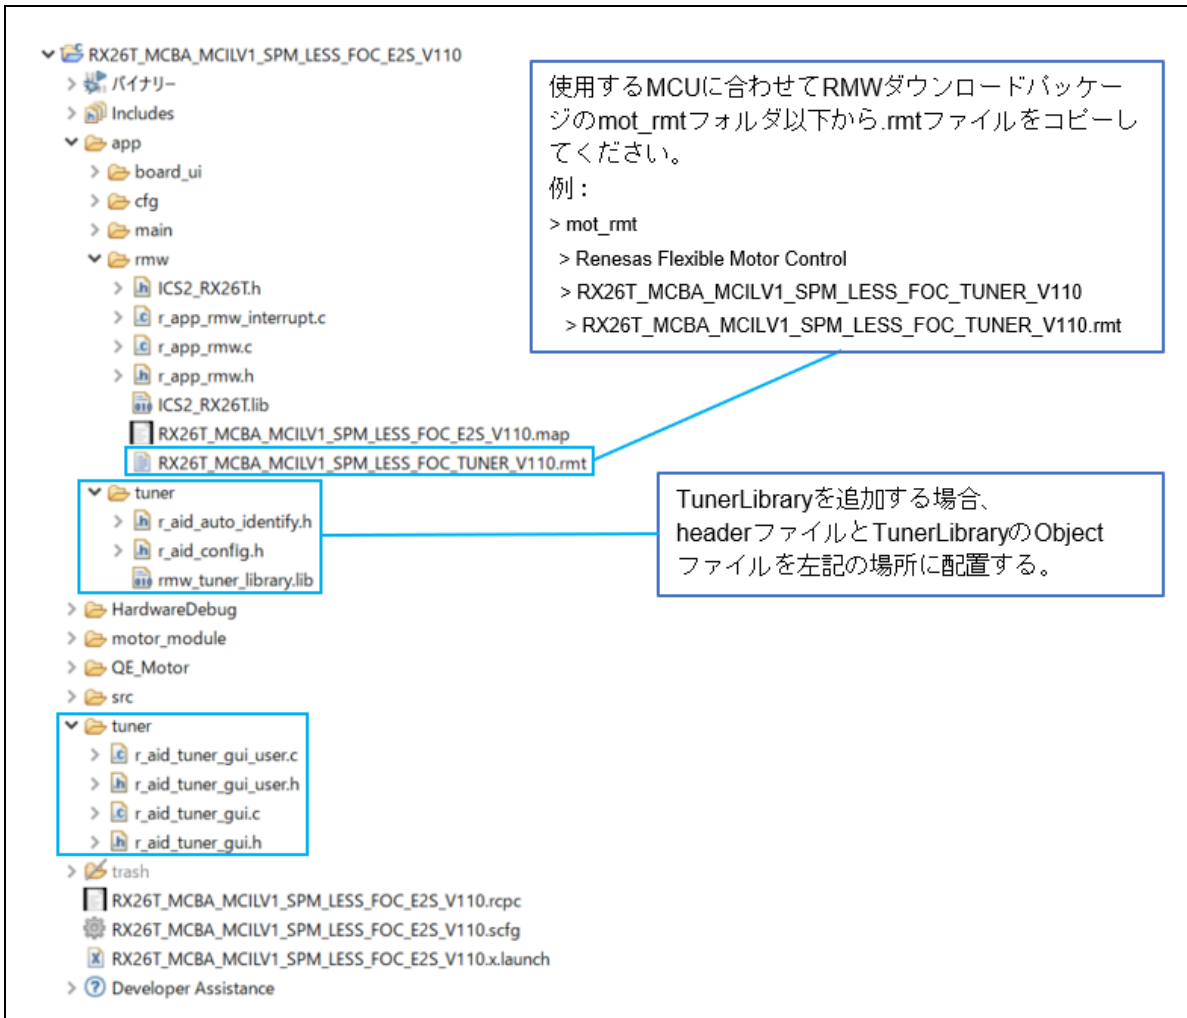 RX26T_MCBA_MCILV1_SPM_LESS_FOC_E2S_V110
バイナリー
Includes
app
board_ui
cfg
main
rmw
ICS2_RX26T.h
r_app_rmw_interrupt.c
r_app_rmw.c
r_app_rmw.h
ICS2_RX26T.lib
RX26T_MCBA_MCILV1_SPM_LESS_FOC_E2S_V110.map
RX26T_MCBA_MCILV1_SPM_LESS_FOC_TUNER_V110.rmt
tuner
r_aid_auto_identify.h
r_aid_config.h
rmw_tuner_library.lib
HardwareDebug
motor_module
QE_Motor
src
tuner
r_aid_tuner_gui_user.c
r_aid_tuner_gui_user.h
r_aid_tuner_gui.c
r_aid_tuner_gui.h
trash
RX26T_MCBA_MCILV1_SPM_LESS_FOC_E2S_V110.rcpc
RX26T_MCBA_MCILV1_SPM_LESS_FOC_E2S_V110.scfg
RX26T_MCBA_MCILV1_SPM_LESS_FOC_E2S_V110.x.launch
Developer Assistance
使用するMCUに合わせてRMWダウンロードパッケー
ジのmot_rmtフォルダ以下から.rmtファイルをコピーし
てください。
例：
> mot_rmt
> Renesas Flexible Motor Control
> RX26T_MCBA_MCILV1_SPM_LESS_FOC_TUNER_V110
> RX26T_MCBA_MCILV1_SPM_LESS_FOC_TUNER_V110.rmt
TunerLibraryを追加する場合、
headerファイルとTunerLibraryのObject
ファイルを左記の場所に配置する。